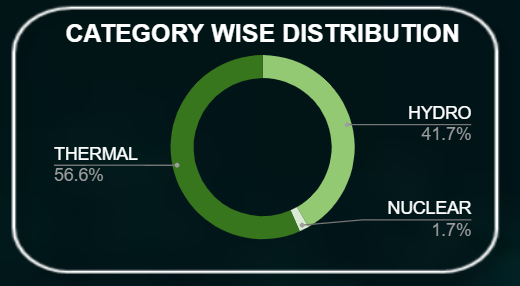 CATEGORY WISE DISTRIBUTION
HYDRO
41.7%
THERMAL
56.6%
NUCLEAR
1.7%